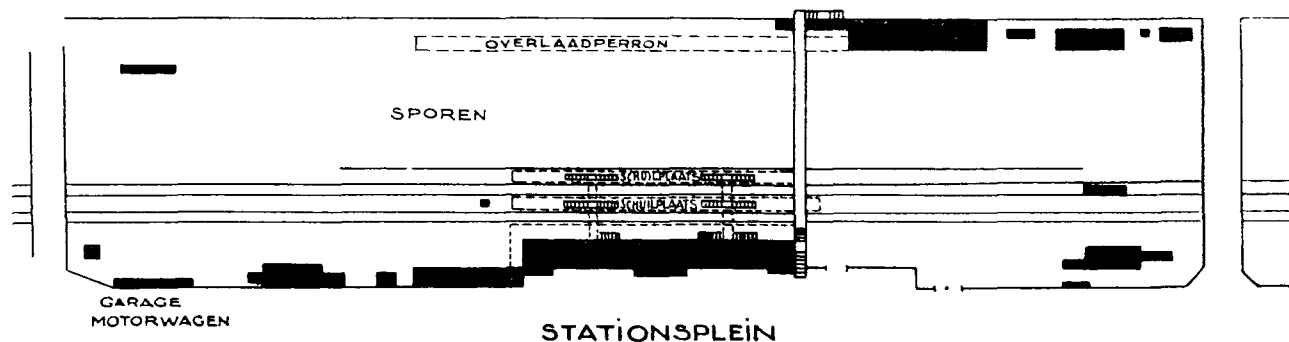 OVERLAADPERRON
SPOREN
SCHUILPLAATS
SCHUILPLAATS
GARAGE
MOTORWAGEN
STATIONSPLEIN